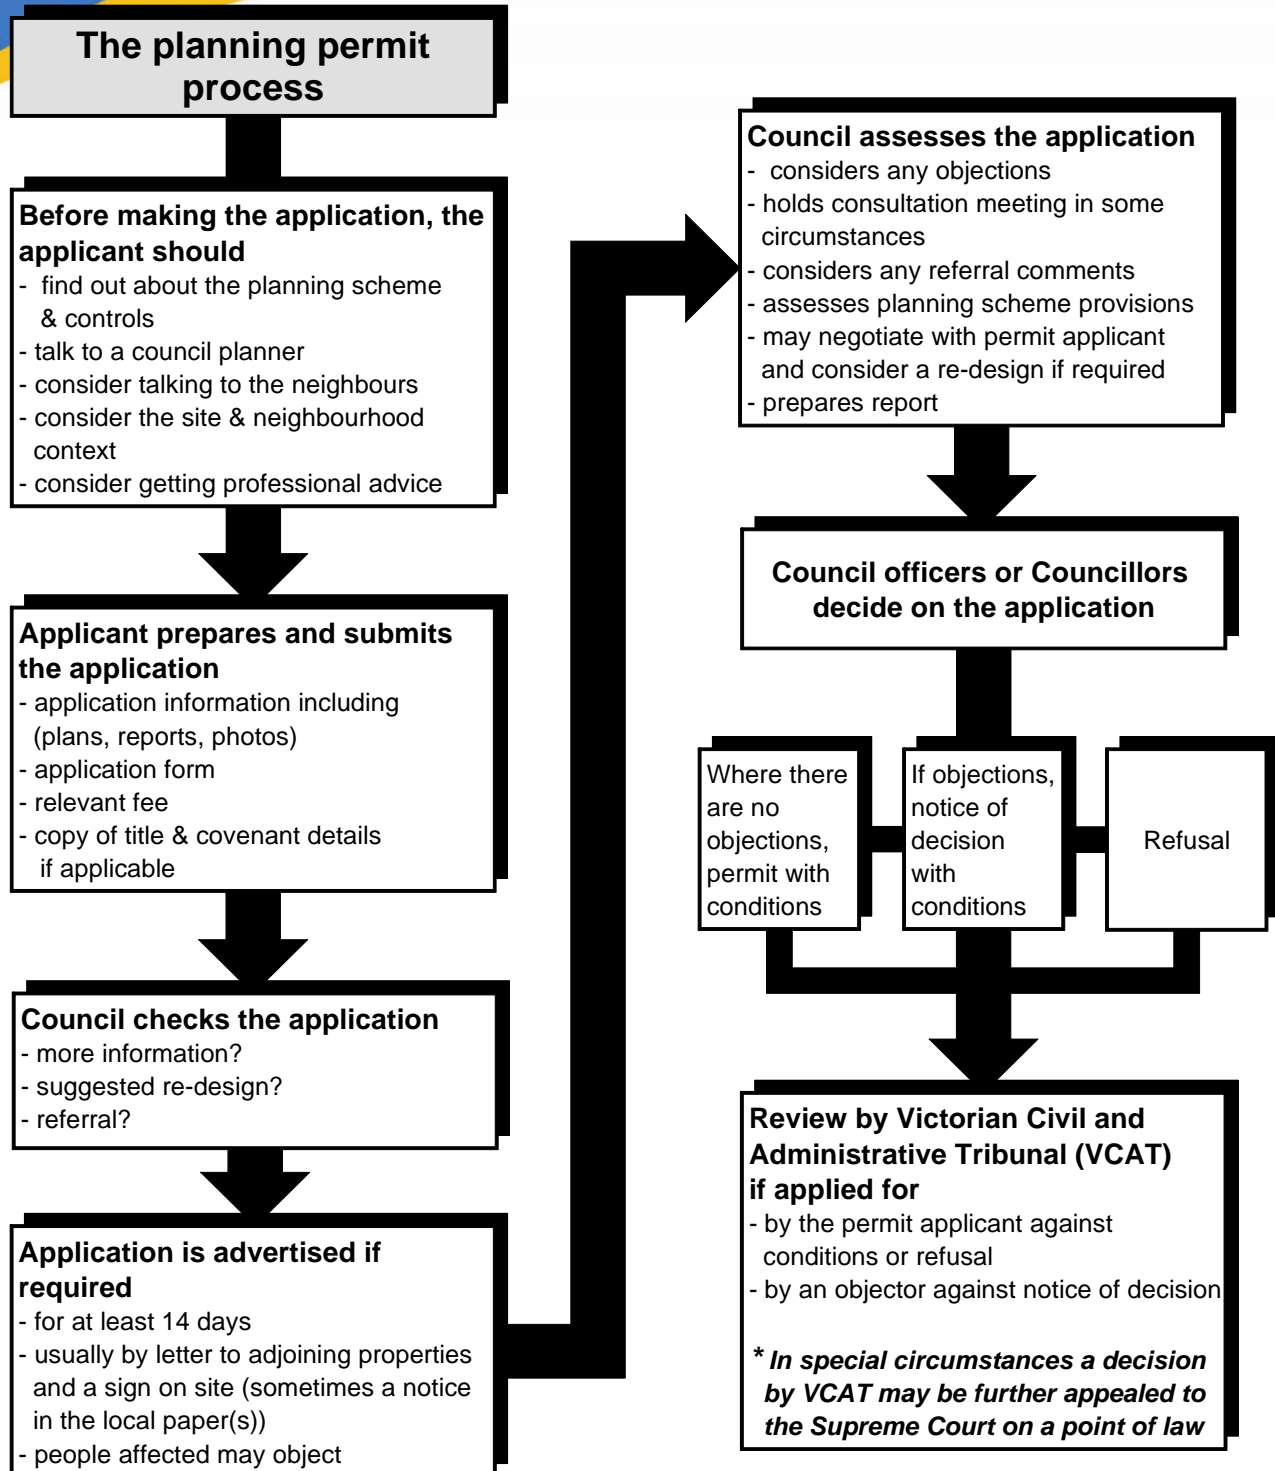 The planning permit
process
Before making the application, the
applicant should
- find out about the planning scheme
& controls
- talk to a council planner
- consider talking to the neighbours
- consider the site & neighbourhood
context
- consider getting professional advice
Applicant prepares and submits
the application
- application information including
(plans, reports, photos)
- application form
- relevant fee
- copy of title & covenant details
if applicable
Council checks the application
- more information?
- suggested re-design?
- referral?
Application is advertised if
required
- for at least 14 days
- usually by letter to adjoining properties
and a sign on site (sometimes a notice
in the local paper(s))
- people affected may object
Council assesses the application
- considers any objections
- holds consultation meeting in some
circumstances
- considers any referral comments
- assesses planning scheme provisions
- may negotiate with permit applicant
and consider a re-design if required
- prepares report
Council officers or Councillors
decide on the application
Where there
are no
objections,
permit with
conditions
If objections,
notice of
decision
with
conditions
Refusal
Review by Victorian Civil and
Administrative Tribunal (VCAT)
if applied for
- by the permit applicant against
conditions or refusal
- by an objector against notice of decision
* In special circumstances a decision
by VCAT may be further appealed to
the Supreme Court on a point of law